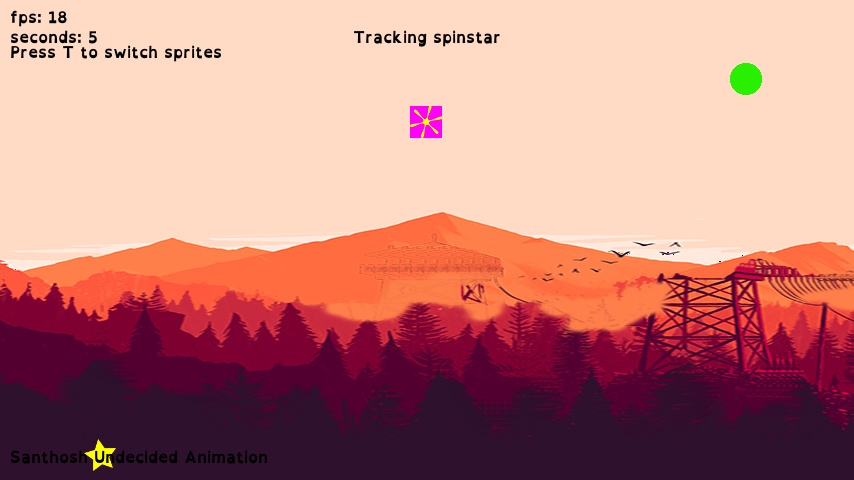 fps: 18
seconds: 5
Tracking spinstar
Press T to switch sprites
Santhosh Undecided Animation